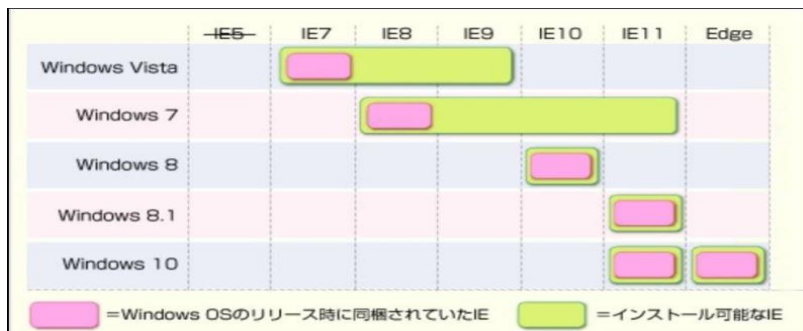 IE5 IE7 IE8 IE9 IE10 IE11 Edge
Windows Vista
Windows 7
Windows 8
Windows 8.1
Windows 10
=Windows OSのリリース時に同梱されていたIE =インストール可能なIE